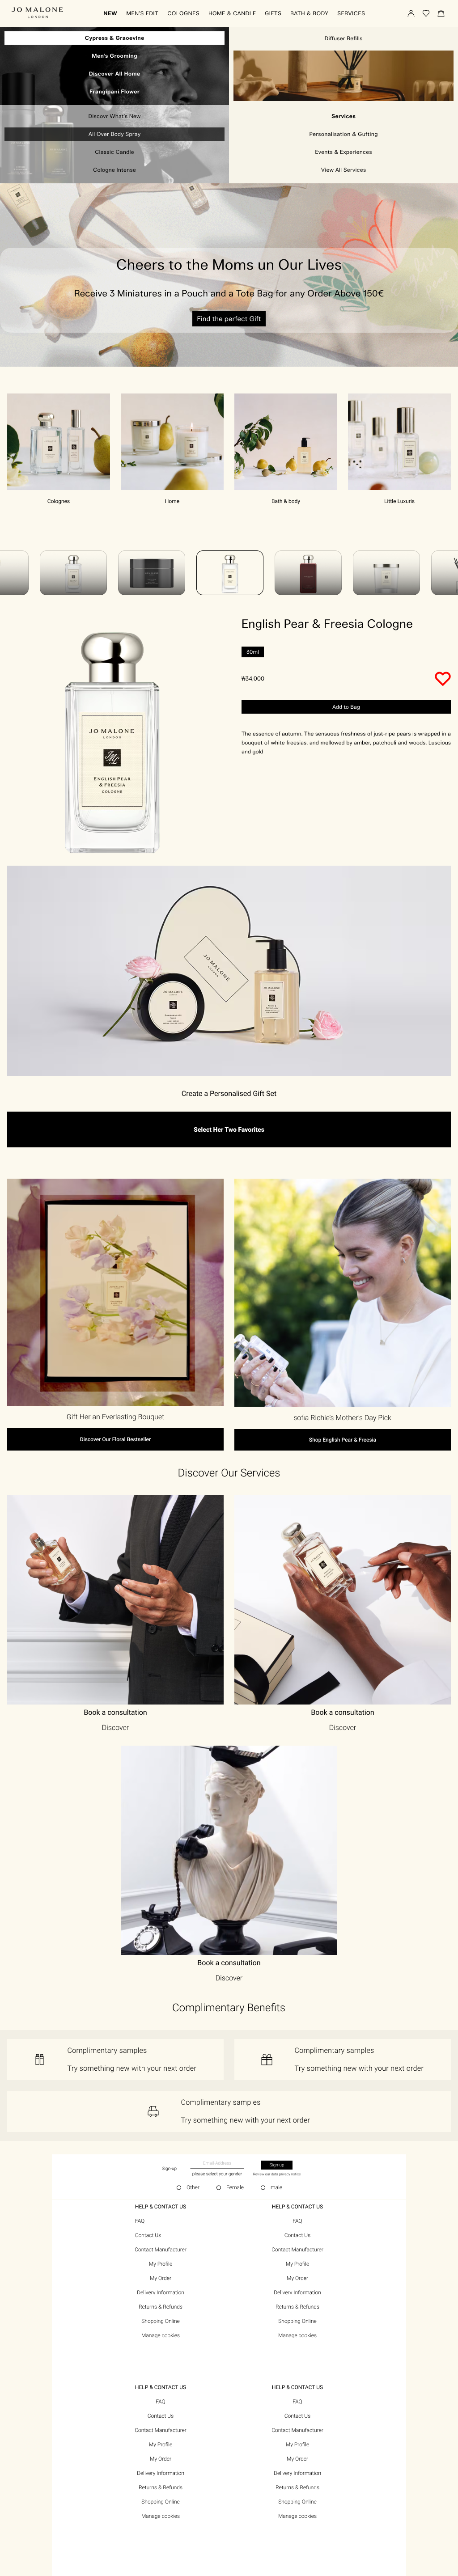 JO MALONE
LONDON
NEW MEN'S EDIT COLOGNES HOME & CANDLE GIFTS BATH & BODY SERVICES
Cypress & Graoevine
Men's Grooming
Discover All Home
Frangipani Flower
Discovr What's New
All Over Body Spray
Classic Candle
Cologne Intense
Diffuser Refills
Services
Personalisation & Gufting
Events & Experiences
View All Services
Cheers to the Moms un Our Lives
Receive 3 Miniatures in a Pouch and a Tote Bag for any Order Above 150€
Find the perfect Gift
Colognes
Home
Bath & body
Little Luxuris
English Pear & Freesia Cologne
30ml
₩34,000
Add to Bag
The essence of autumn. The sensuous freshness of just-ripe pears is wrapped in a
bouquet of white freesias, and mellowed by amber, patchouli and woods. Luscious
and gold
JO MALONE
LONDON
ENGLISH PEAR
& FREESIA
COLOGNE
JO MALONE
LONDON
JO MALONE
JO MALONE
Create a Personalised Gift Set
Select Her Two Favorites
Gift Her an Everlasting Bouquet
Discover Our Floral Bestseller
sofia Richie's Mother's Day Pick
Shop English Pear & Freesia
Discover Our Services
Book a consultation
Discover
Book a consultation
Discover
Book a consultation
Discover
Complimentary Benefits
Complimentary samples
Try something new with your next order
Complimentary samples
Try something new with your next order
Complimentary samples
Try something new with your next order
Sign up
Email Address
Sign up
please select your gender
Review our data privacy notice
Other Female male
HELP & CONTACT US
FAQ
Contact Us
Contact Manufacturer
My Profile
My Order
Delivery Information
Returns & Refunds
Shopping Online
Manage cookies
HELP & CONTACT US
FAQ
Contact Us
Contact Manufacturer
My Profile
My Order
Delivery Information
Returns & Refunds
Shopping Online
Manage cookies
HELP & CONTACT US
FAQ
Contact Us
Contact Manufacturer
My Profile
My Order
Delivery Information
Returns & Refunds
Shopping Online
Manage cookies
HELP & CONTACT US
FAQ
Contact Us
Contact Manufacturer
My Profile
My Order
Delivery Information
Returns & Refunds
Shopping Online
Manage cookies